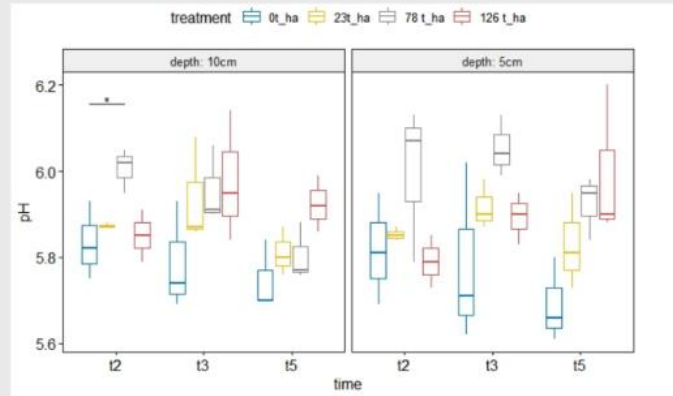 treatment 0t_ha 23t_ha 78 t_ha 126 t_ha
depth: 10cm depth: 5cm
*
6.2
6.0
5.8
5.6
pH
t2 t3 t5 t2 t3 t5
time